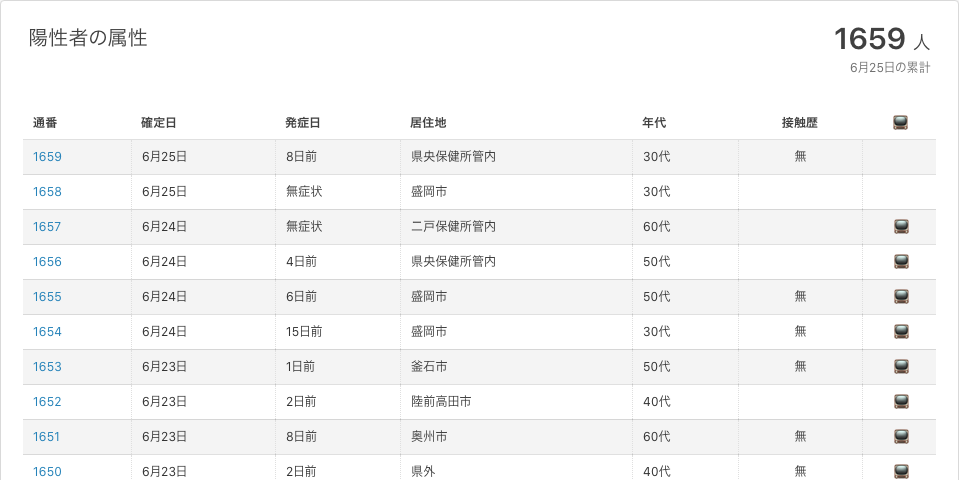 陽性者の属性
1659 人
6月25日の累計
通番 確定日 発症日 居住地 年代 接触歴
1659 6月25日 8日前 県央保健所管内 30代 無
1658 6月25日 無症状 盛岡市 30代
1657 6月24日 無症状 二戸保健所管内 60代
1656 6月24日 4日前 県央保健所管内 50代
1655 6月24日 6日前 盛岡市 50代 無
1654 6月24日 15日前 盛岡市 30代 無
1653 6月23日 1日前 釜石市 50代 無
1652 6月23日 2日前 陸前高田市 40代
1651 6月23日 8日前 奥州市 60代 無
1650 6月23日 2日前 県外 40代 無